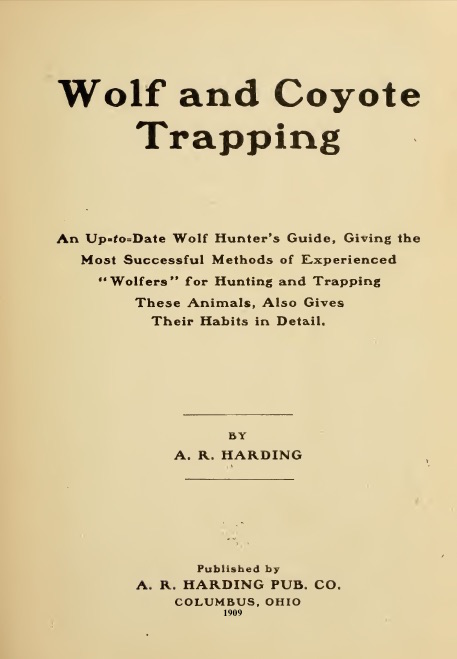 Wolf and Coyote
Trapping
An Up-to-Date Wolf Hunter's Guide, Giving the
Most Successful Methods of Experienced
"Wolfers" for Hunting and Trapping
These Animals, Also Gives
Their Habits in Detail.
BY
A. R. HARDING
Published by
A. R. HARDING PUB. CO.
COLUMBUS, OHIO
1909